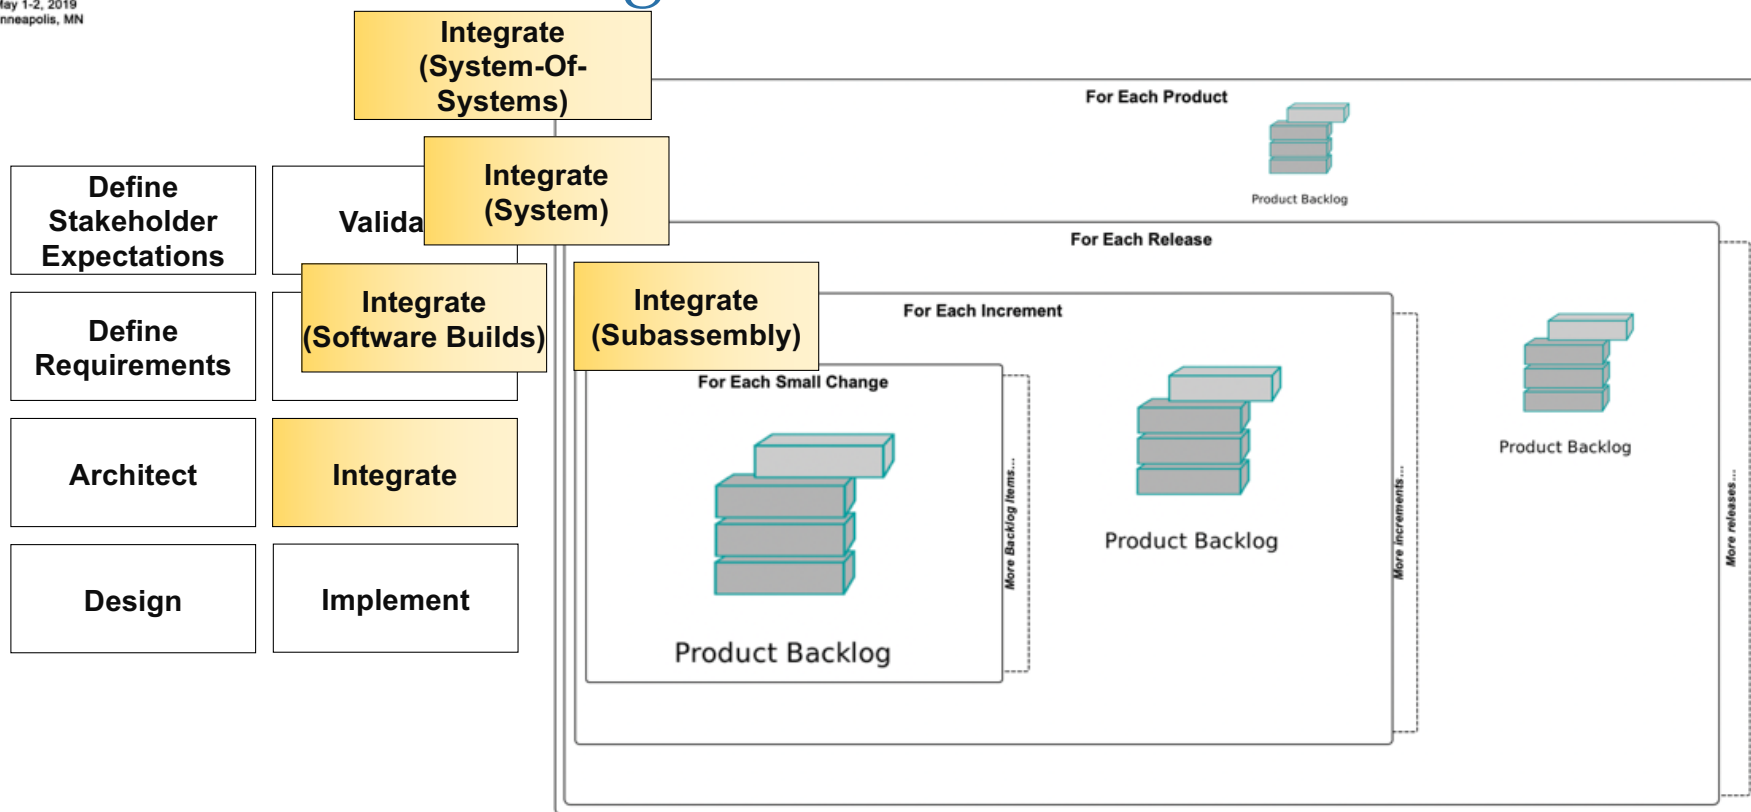 May 1-2, 2019
nneapolis, MN
Integrate
(System-Of-
Systems)
For Each Product
Product Backlog
Define
Stakeholder
Expectations
Valida
Integrate
(System)
For Each Release
Define
Requirements
Integrate
(Software Builds)
Integrate
(Subassembly)
For Each Increment
For Each Small Change
Product Backlog
More Backlog Items...
Product Backlog
More increments...
Product Backlog
More releases...
Architect
Integrate
Design
Implement